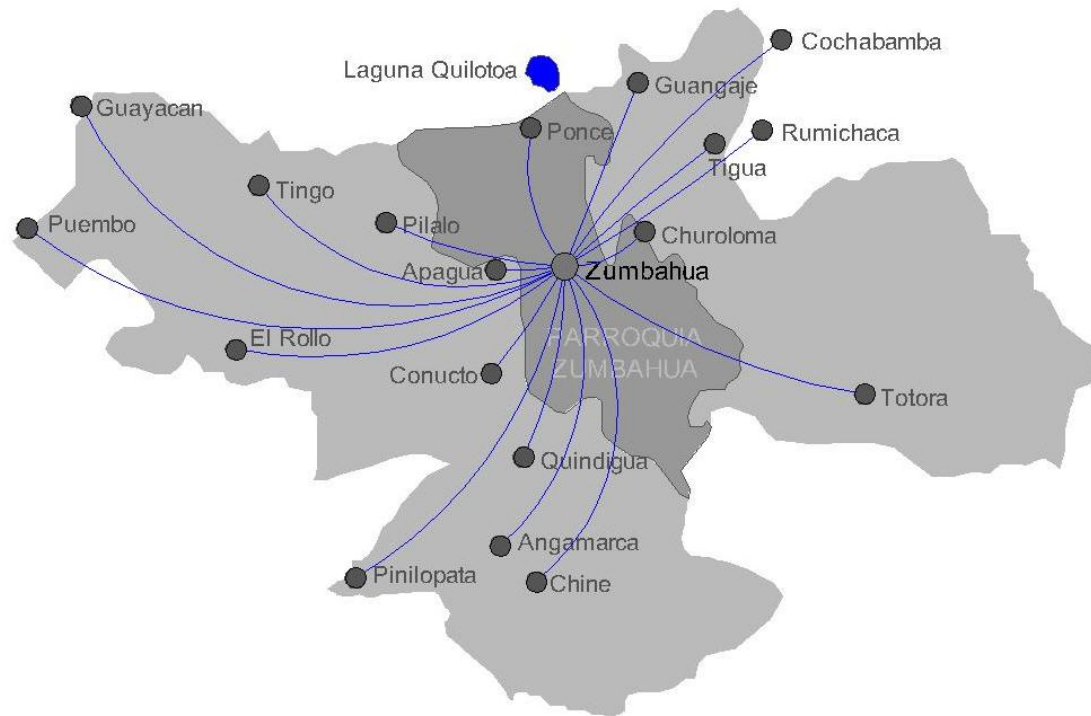 Cochabamba
Laguna Quilotoa
Guangaje
Guayacan
Ponce
Rumichaca
Tigua
Tingo
Puembo
Pilalo
Churoloma
Apagua
Zumbahua
El Rollo
PARROQUIA
ZUMBAHUA
Conucto
Totora
Quindigua
Angamarca
Pinilopata
Chine